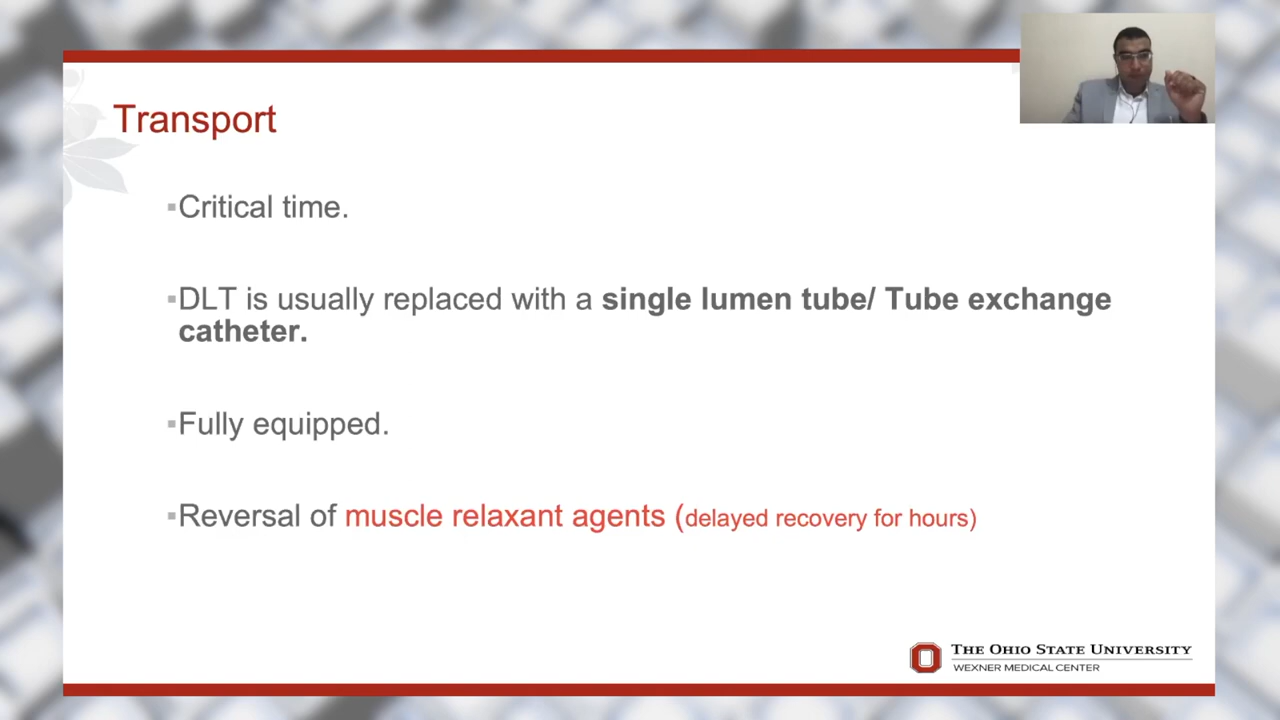 Transport
▪Critical time.
▪DLT is usually replaced with a single lumen tube/ Tube exchange
catheter.
▪Fully equipped.
▪Reversal of muscle relaxant agents (delayed recovery for hours)
THE OHIO STATE UNIVERSITY
WEXNER MEDICAL CENTER